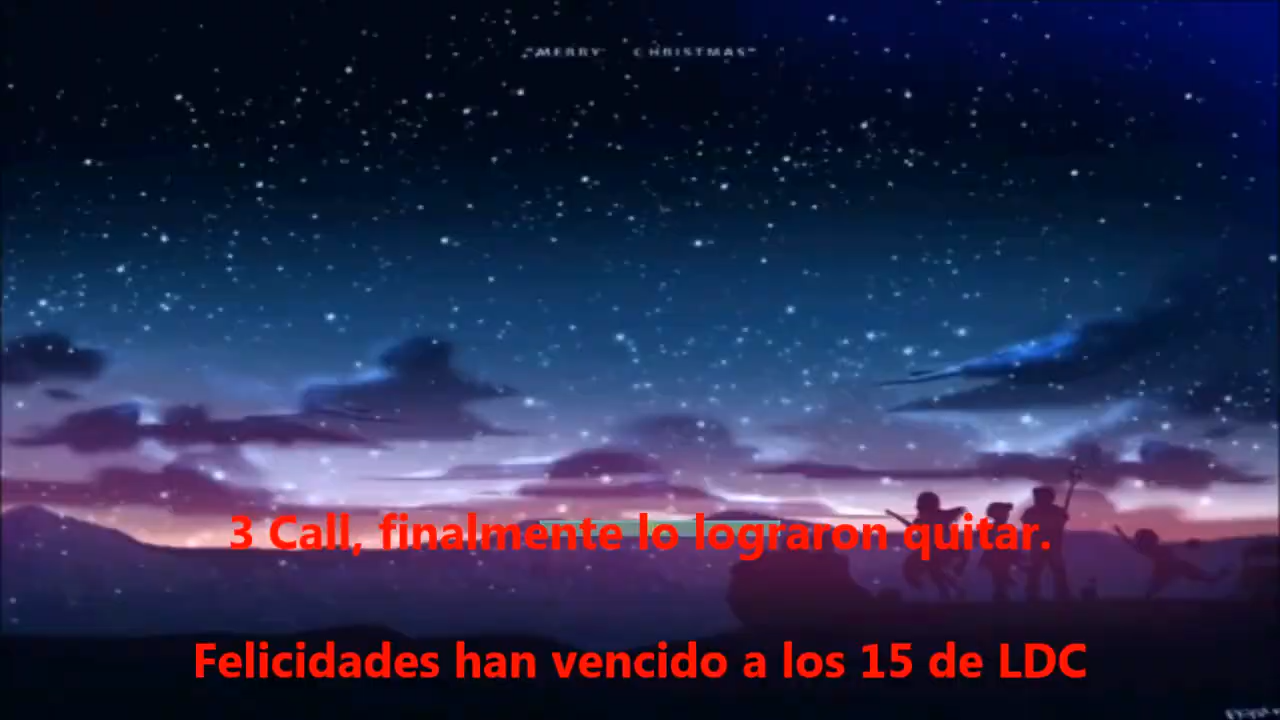 "MERRY CHRISTMAS"
3 Call, finalmente lo lograron quitar.
Felicidades han vencido a los 15 de LDC